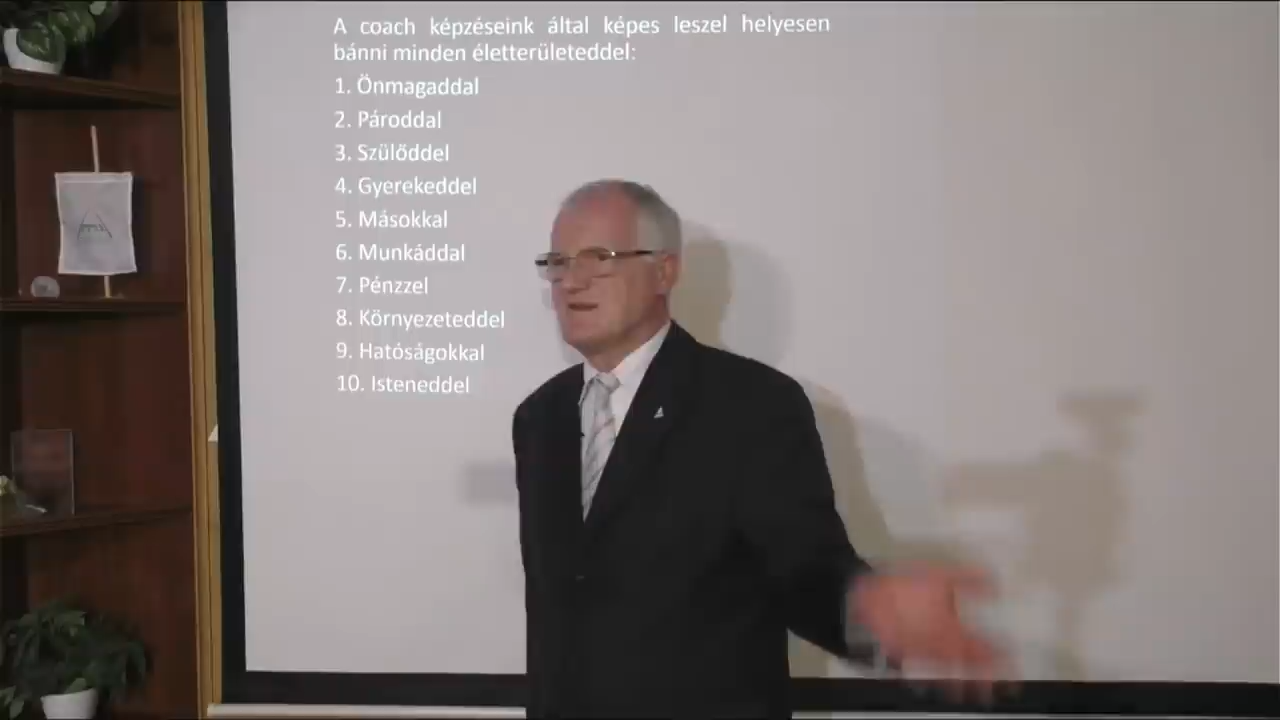 A coach képzéseink által képes leszel helyesen
bánni minden életterületeddel:
1. Önmagaddal
2. Pároddal
3. Szülőddel
4. Gyerekeddel
5. Másokkal
6. Munkáddal
7. Pénzzel
8. Környezeteddel
9. Hatóságokkal
10. Isteneddel